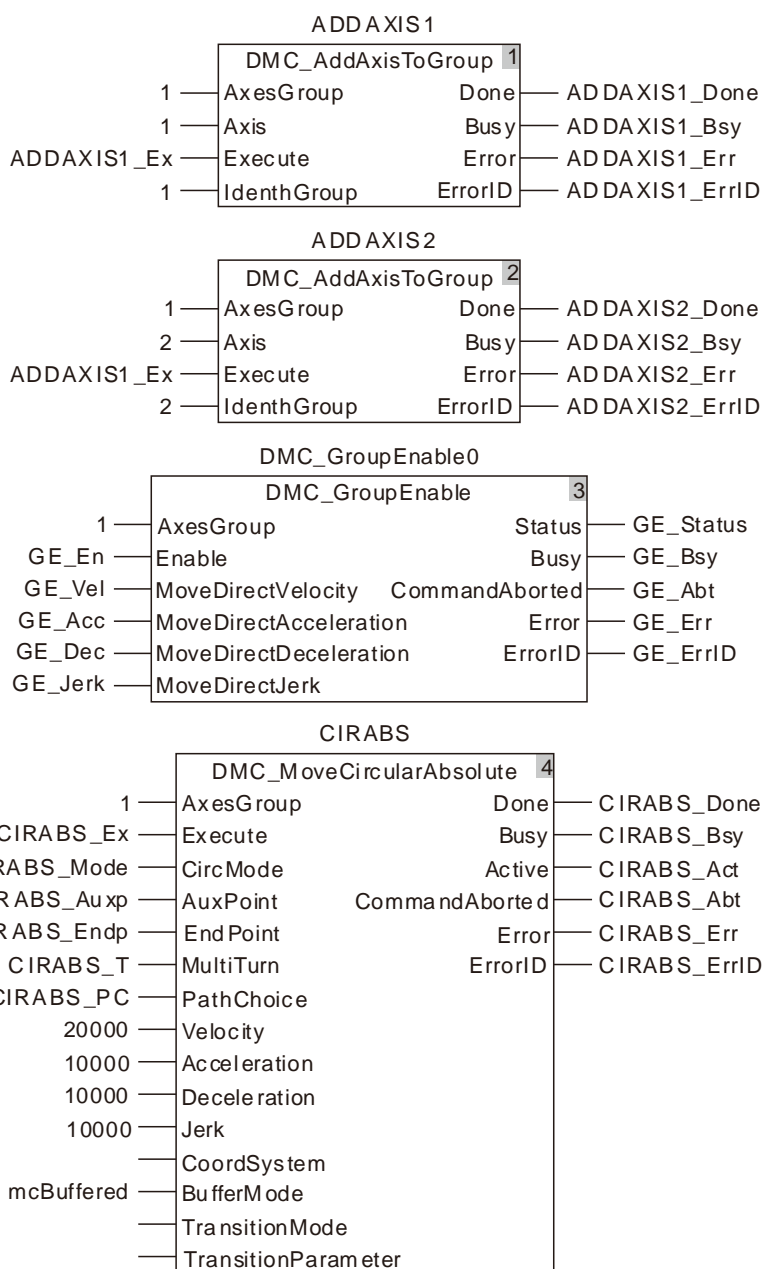 ADDAXIS1
DMC_AddAxisToGroup 1
1 AxesGroup Done ADDAXIS1_Done
1 Axis Busy ADDAXIS1_Bsy
ADDAXIS1_Ex Execute Error ADDAXIS1_Err
1 IdenthGroup ErrorID ADDAXIS1_ErrID
ADDAXIS2
DMC_AddAxisToGroup 2
1 AxesGroup Done ADDAXIS2_Done
2 Axis Busy ADDAXIS2_Bsy
ADDAXIS1_Ex Execute Error ADDAXIS2_Err
2 IdenthGroup ErrorID ADDAXIS2_ErrID
DMC_GroupEnable0
DMC_GroupEnable 3
1 AxesGroup Status GE_Status
GE_En Enable Busy GE_Bsy
GE_Vel MoveDirectVelocity CommandAborted GE_Abt
GE_Acc MoveDirectAcceleration Error GE_Err
GE_Dec MoveDirectDeceleration ErrorID GE_ErrID
GE_Jerk MoveDirectJerk
CIRABS
DMC_MoveCircularAbsolute 4
1 AxesGroup Done CIRABS_Done
CIRABS_Ex Execute Busy CIRABS_Bsy
RABS_Mode CircMode Active CIRABS_Act
RABS_Auxp AuxPoint CommandAborted CIRABS_Abt
RABS_Endp EndPoint Error CIRABS_Err
CIRABS_T MultiTurn ErrorID CIRABS_ErrID
CIRABS_PC PathChoice
20000 Velocity
10000 Acceleration
10000 Deceleration
10000 Jerk
CoordSystem
mcBuffered BufferMode
TransitionMode
TransitionParameter